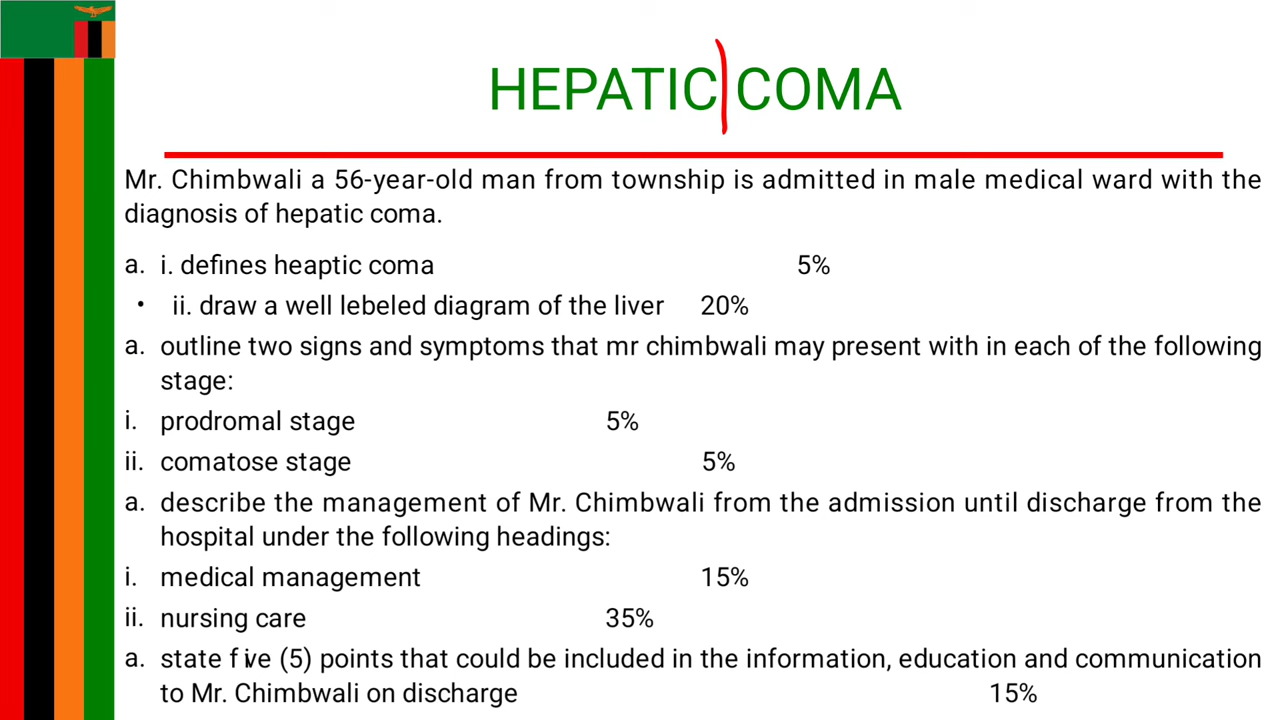 HEPATIC COMA
Mr. Chimbwali a 56-year-old man from township is admitted in male medical ward with the
diagnosis of hepatic coma.
a. i. defines heaptic coma 5%
• ii. draw a well lebeled diagram of the liver 20%
a. outline two signs and symptoms that mr chimbwali may present with in each of the following
stage:
i. prodromal stage 5%
ii. comatose stage 5%
a. describe the management of Mr. Chimbwali from the admission until discharge from the
hospital under the following headings:
i. medical management 15%
ii. nursing care 35%
a. state five (5) points that could be included in the information, education and communication
to Mr. Chimbwali on discharge 15%